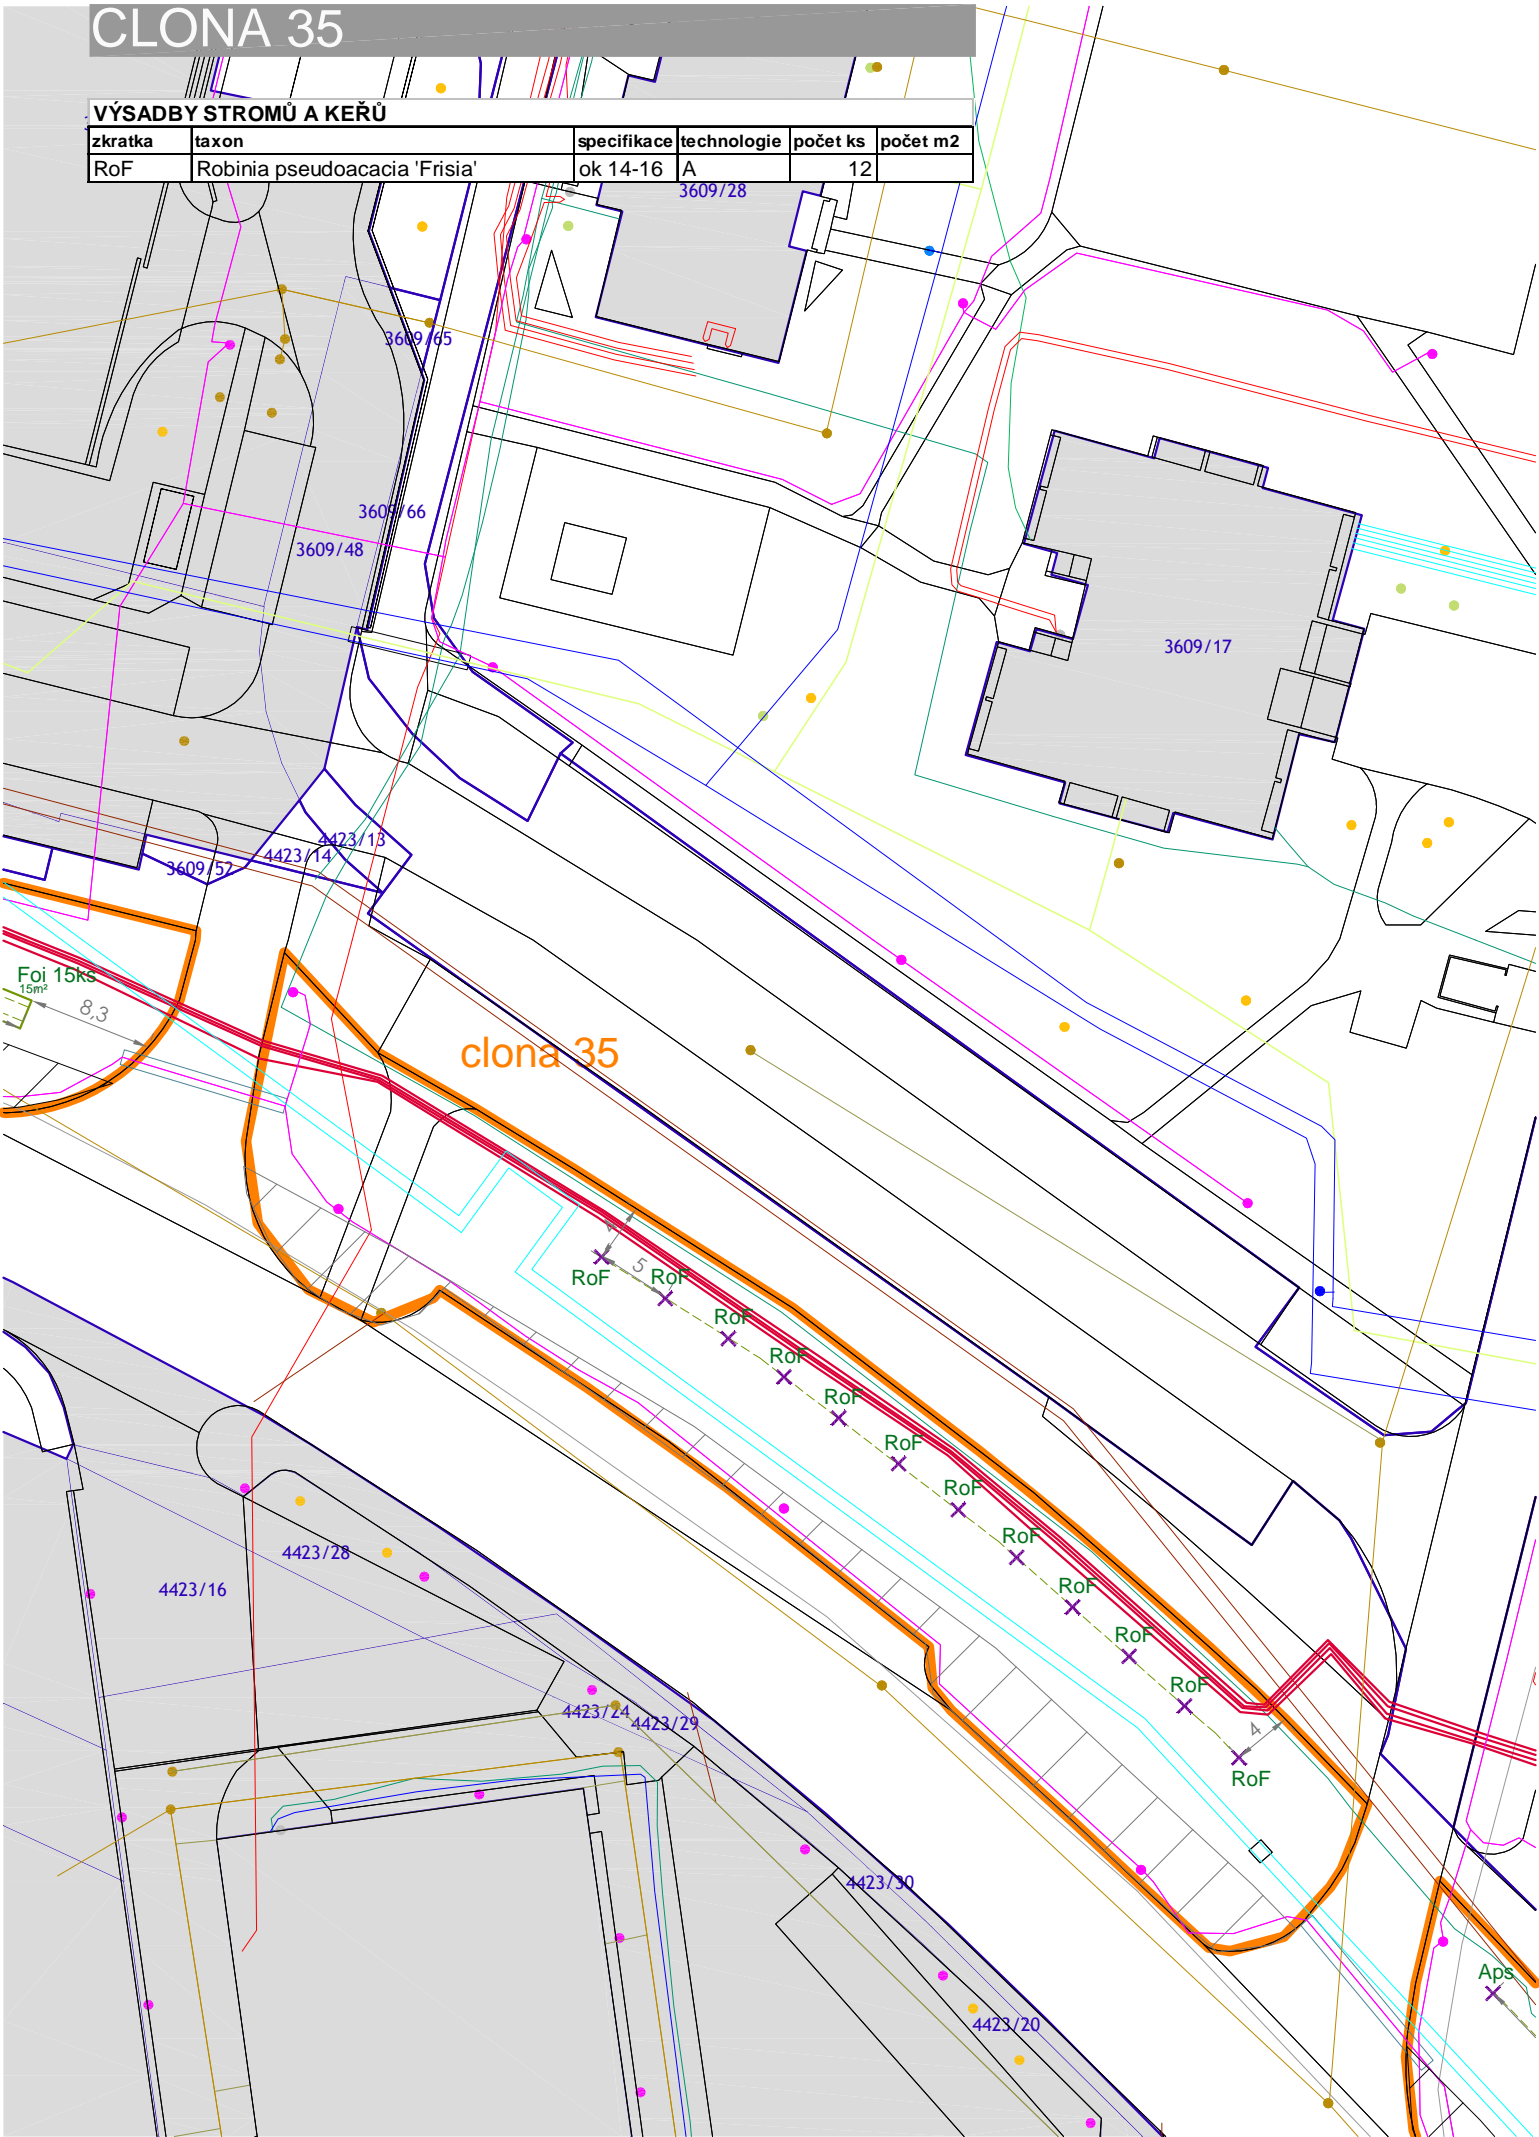 CLONA 35
VÝSADBY STROMŮ A KEŘŮ
zkratka taxon specifikace technologie počet ks počet m2
RoF Robinia pseudoacacia 'Frisia' ok 14-16 A 12
3609/28
3609/65
3609/66
3609/48
3609/17
4423/13
4423/14
3609/52
Foi 15ks
15m²
8,3
clona 35
4
5
RoF
RoF
RoF
RoF
RoF
RoF
RoF
RoF
RoF
RoF
RoF
4
RoF
4423/28
4423/16
4423/24
4423/29
4423/30
Aps
4423/20